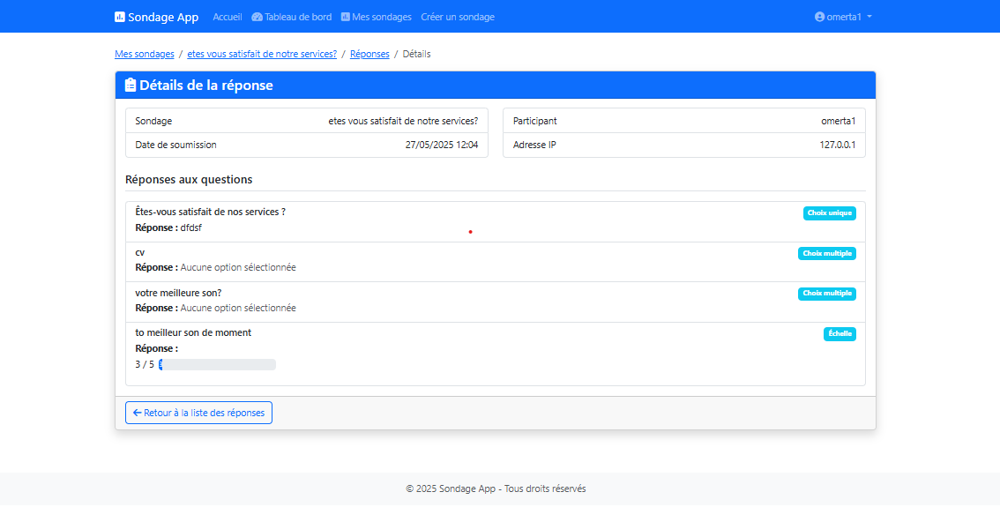 Sondage App Accueil Tableau de bord Mes sondages Créer un sondage omerta1
Mes sondages / etes vous satisfait de notre services? / Réponses / Détails
Détails de la réponse
Sondage etes vous satisfait de notre services?
Date de soumission 27/05/2025 12:04
Participant omerta1
Adresse IP 127.0.0.1
Réponses aux questions
Êtes-vous satisfait de nos services ? Choix unique
Réponse : dfdsf
cv Choix multiple
Réponse : Aucune option sélectionnée
votre meilleure son? Choix multiple
Réponse : Aucune option sélectionnée
to meilleur son de moment Échelle
Réponse :
3 / 5
Retour à la liste des réponses
© 2025 Sondage App - Tous droits réservés